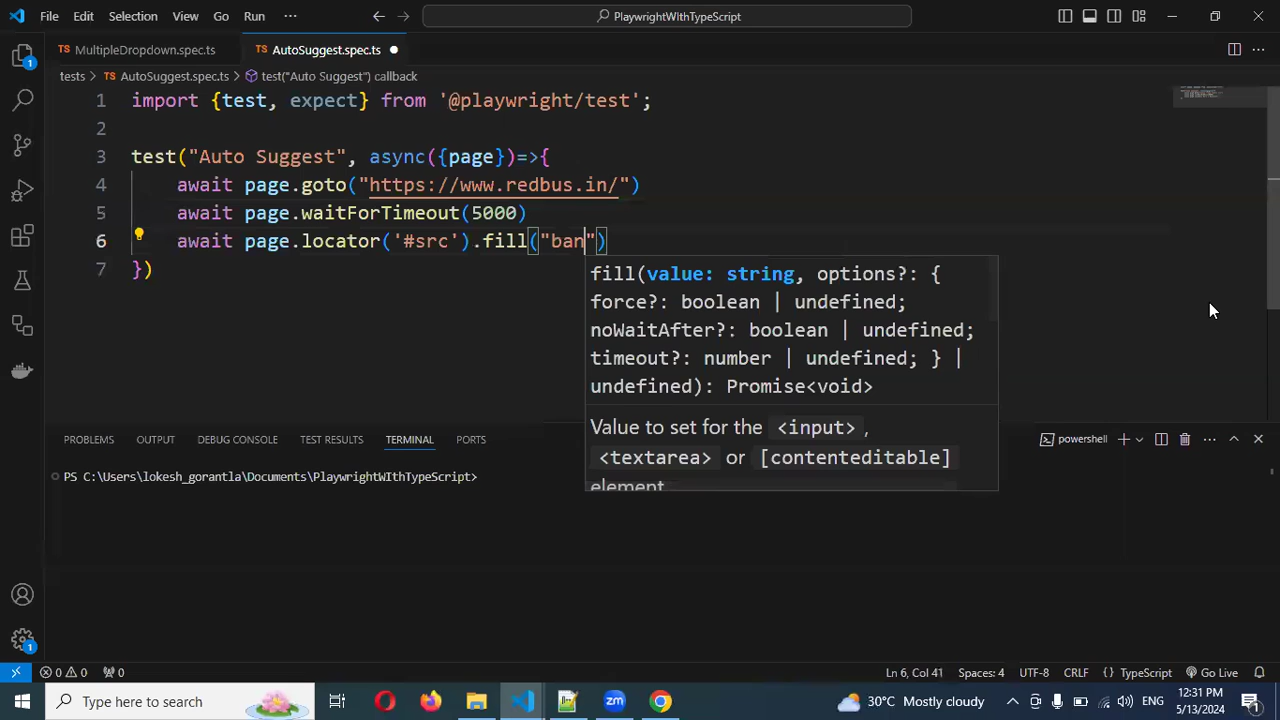 File Edit Selection View Go Run ··· PlaywrightWIthTypeScript
TS MultipleDropdown.spec.ts TS AutoSuggest.spec.ts
tests > TS AutoSuggest.spec.ts > test("Auto Suggest") callback
1 import {test, expect} from '@playwright/test';
2
3 test("Auto Suggest", async({page})=>{
4 await page.goto("https://www.redbus.in/")
5 await page.waitForTimeout(5000)
6 await page.locator('#src').fill("ban")
7 })
fill(value: string, options?: {
force?: boolean | undefined;
noWaitAfter?: boolean | undefined;
timeout?: number | undefined; } |
undefined): Promise<void>
Value to set for the <input>,
<textarea> or [contenteditable]
element
PROBLEMS OUTPUT DEBUG CONSOLE TEST RESULTS TERMINAL PORTS powershell
PS C:\Users\lokesh_gorantla\Documents\PlaywrightWIthTypeScript>
1
1
0 0 0 Ln 6, Col 41 Spaces: 4 UTF-8 CRLF {} TypeScript Go Live
Type here to search 30°C Mostly cloudy ENG 12:31 PM 5/13/2024 1